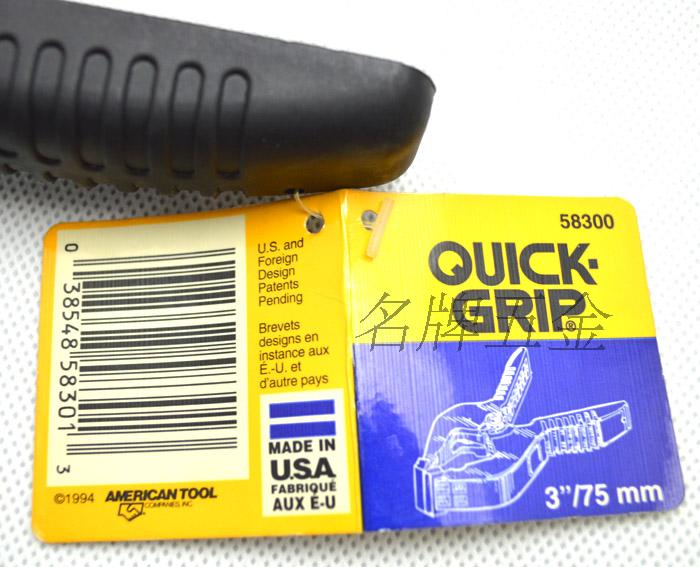 0 38548 58301 3
U.S. and
Foreign
Design
Patents
Pending
Brevets
designs en
instance aux
É.-U. et
d'autre pays
MADE IN
U.S.A.
FABRIQUÉ
AUX É-U
©1994 AMERICAN TOOL
COMPANIES, INC.
58300
QUICK-
GRIP®
名牌五金
3"/75 mm